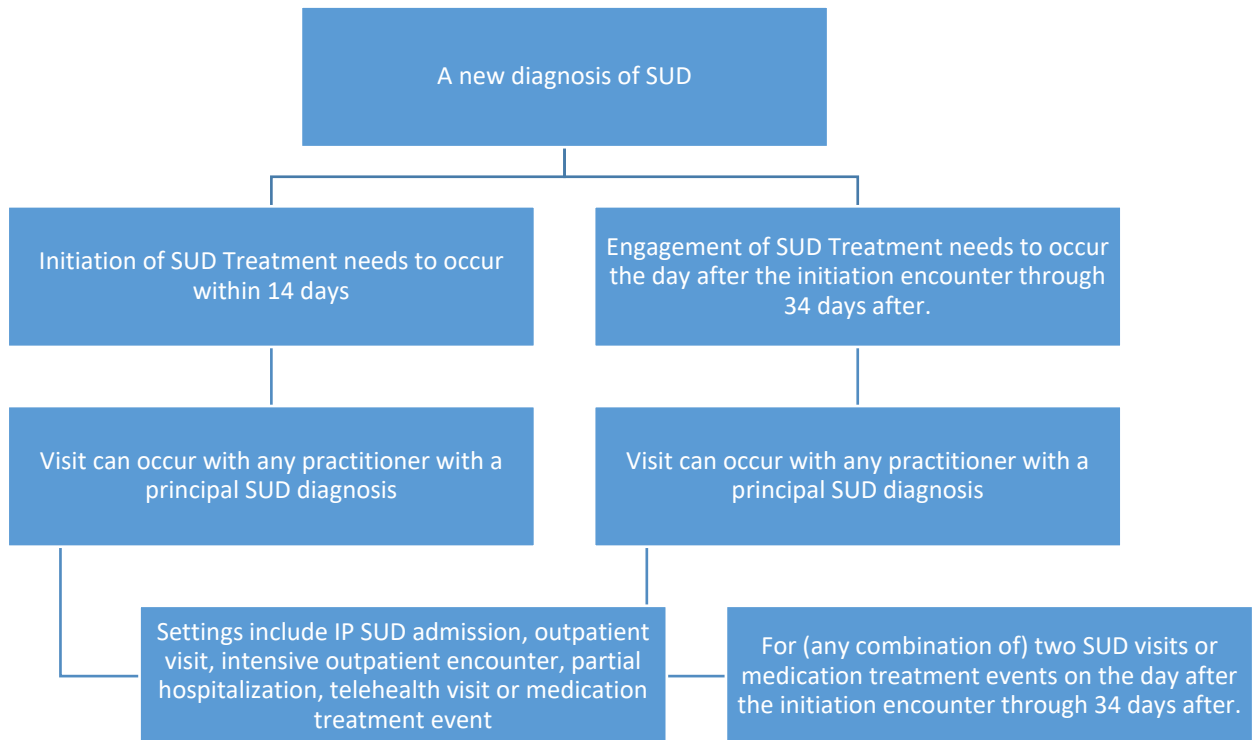 A new diagnosis of SUD
Initiation of SUD Treatment needs to occur
within 14 days
Engagement of SUD Treatment needs to occur
the day after the initiation encounter through
34 days after.
Visit can occur with any practitioner with a
principal SUD diagnosis
Visit can occur with any practitioner with a
principal SUD diagnosis
Settings include IP SUD admission, outpatient
visit, intensive outpatient encounter, partial
hospitalization, telehealth visit or medication
treatment event
For (any combination of) two SUD visits or
medication treatment events on the day after
the initiation encounter through 34 days after.